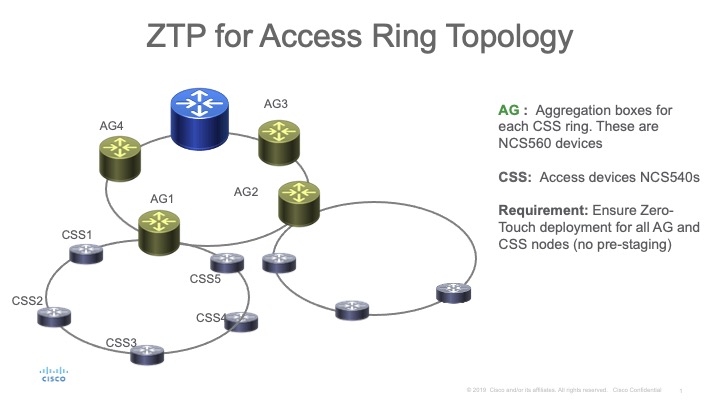 ZTP for Access Ring Topology
AG3
AG4
AG1
AG2
CSS1
CSS5
CSS2
CSS4
CSS3
AG : Aggregation boxes for
each CSS ring. These are
NCS560 devices
CSS: Access devices NCS540s
Requirement: Ensure Zero-
Touch deployment for all AG and
CSS nodes (no pre-staging)
CISCO
© 2019 Cisco and/or its affiliates. All rights reserved. Cisco Confidential
1